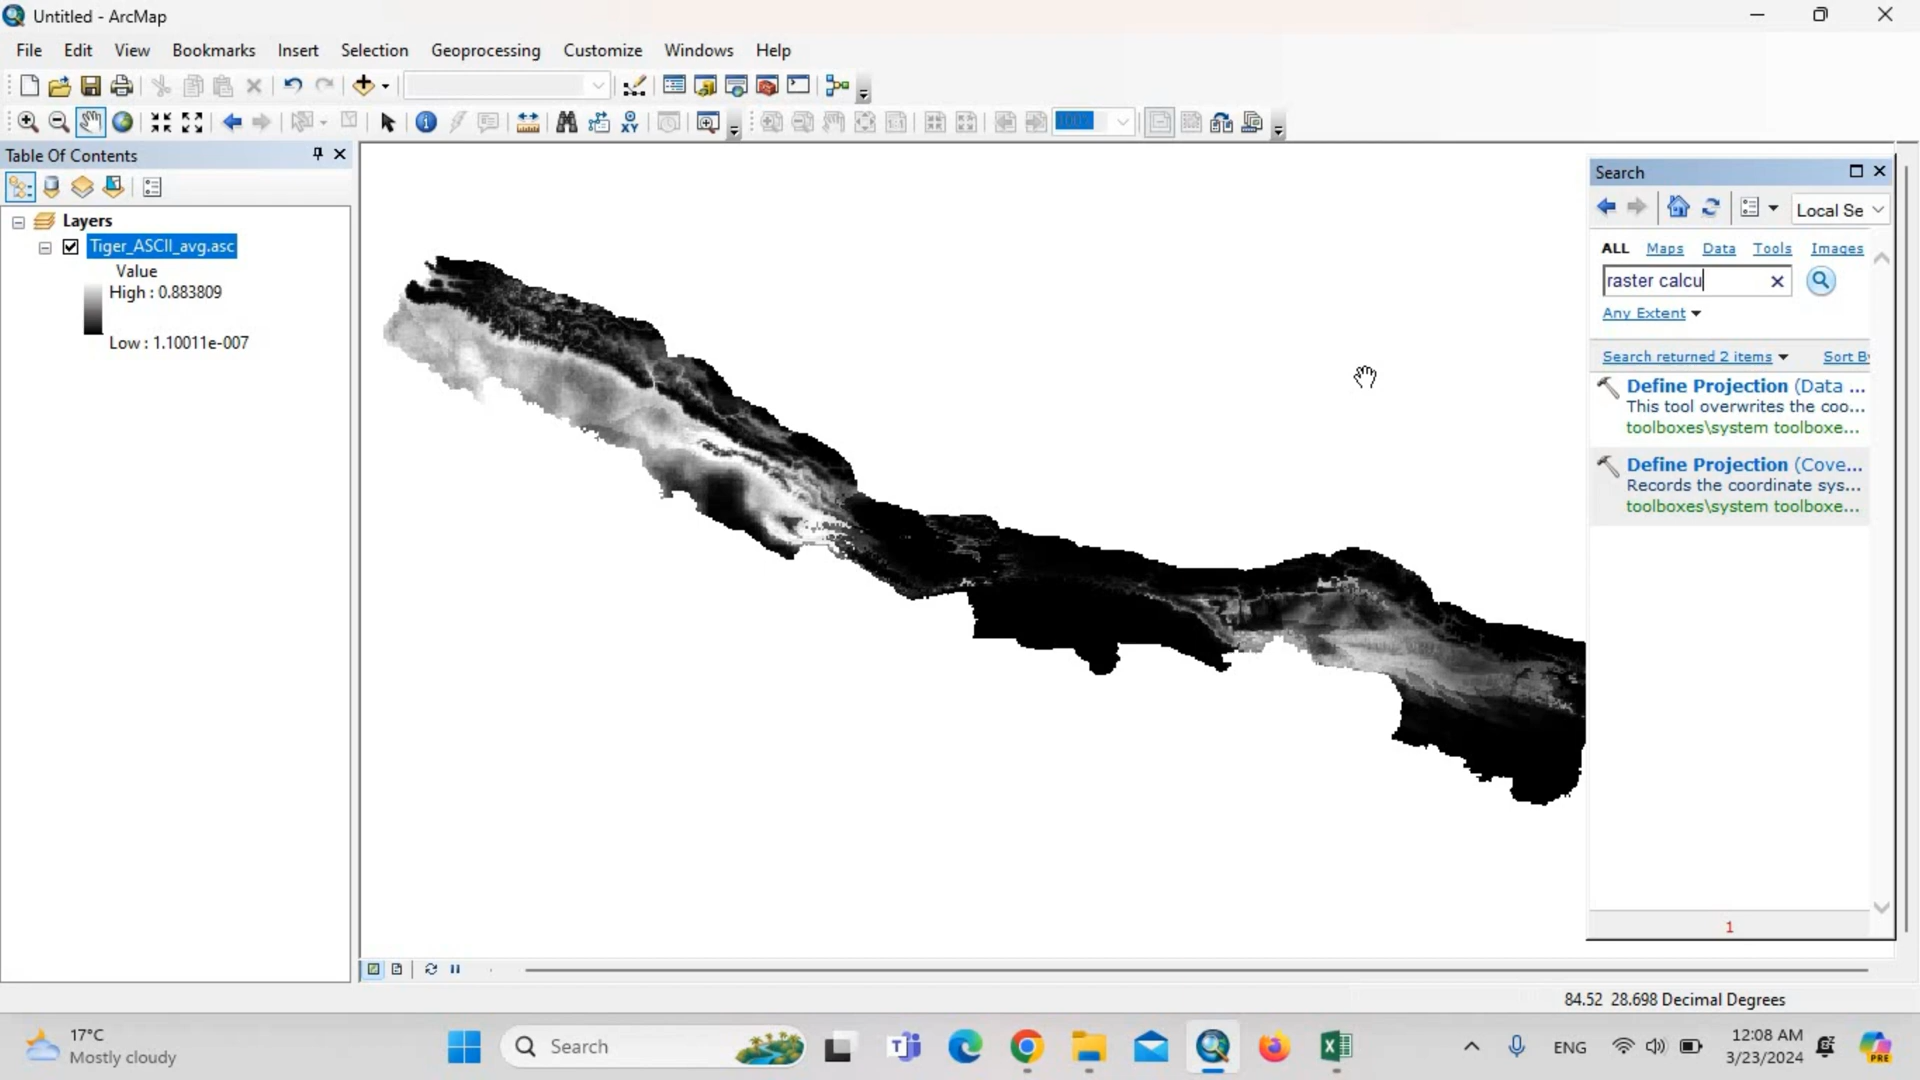 Untitled - ArcMap
File Edit View Bookmarks Insert Selection Geoprocessing Customize Windows Help
Table Of Contents
Layers
Tiger_ASCII_avg.asc
Value
High : 0.883809
Low : 1.10011e-007
Search
Local Se
ALL Maps Data Tools Images
raster calcu
Any Extent
Search returned 2 items Sort B
Define Projection (Data ...
This tool overwrites the coo...
toolboxes\system toolboxe...
Define Projection (Cove...
Records the coordinate sys...
toolboxes\system toolboxe...
1
84.52 28.698 Decimal Degrees
17°C
Mostly cloudy
Search
ENG
12:08 AM
3/23/2024
PRE